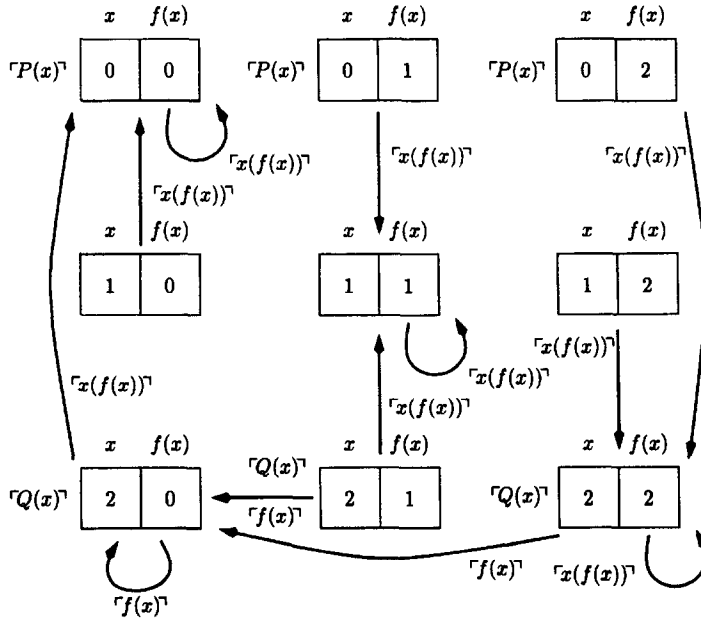 x f(x) x f(x) x f(x)
⌜P(x)⌝ 0 0 ⌜P(x)⌝ 0 1 ⌜P(x)⌝ 0 2
⌜x(f(x))⌝ ⌜x(f(x))⌝ ⌜x(f(x))⌝
⌜x(f(x))⌝
x f(x) x f(x) x f(x)
1 0 1 1 1 2
⌜x(f(x))⌝
⌜x(f(x))⌝ ⌜x(f(x))⌝
⌜x(f(x))⌝
x f(x) x f(x) x f(x)
⌜Q(x)⌝
⌜Q(x)⌝ 2 0 2 1 ⌜Q(x)⌝ 2 2
⌜f(x)⌝
⌜f(x)⌝ ⌜x(f(x))⌝
⌜f(x)⌝